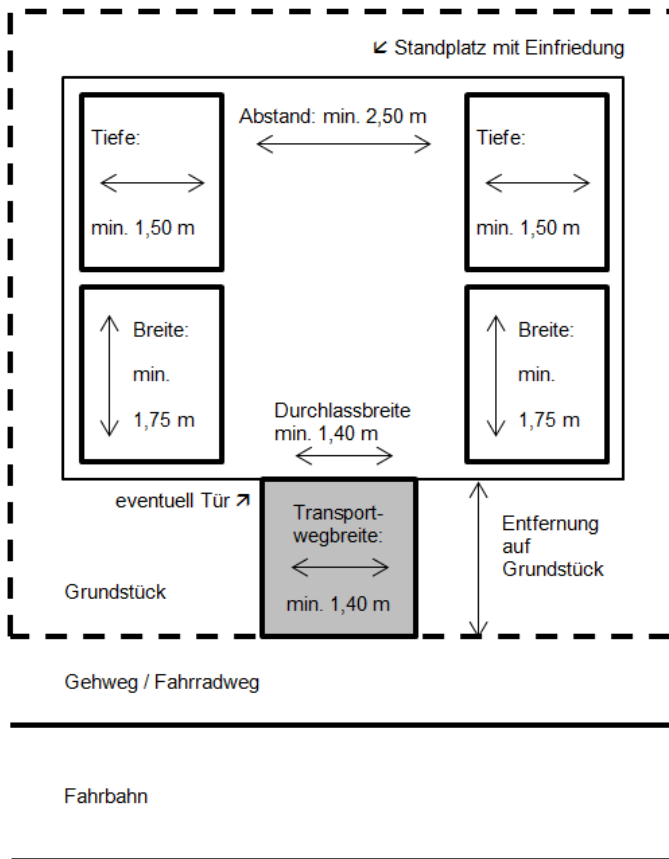 Standplatz mit Einfriedung
Tiefe:
min. 1,50 m
Abstand: min. 2,50 m
Tiefe:
min. 1,50 m
Breite:
min.
1,75 m
Breite:
min.
1,75 m
Durchlassbreite
min. 1,40 m
eventuell Tür
Transport-
wegbreite:
min. 1,40 m
Entfernung
auf
Grundstück
Grundstück
Gehweg / Fahrradweg
Fahrbahn